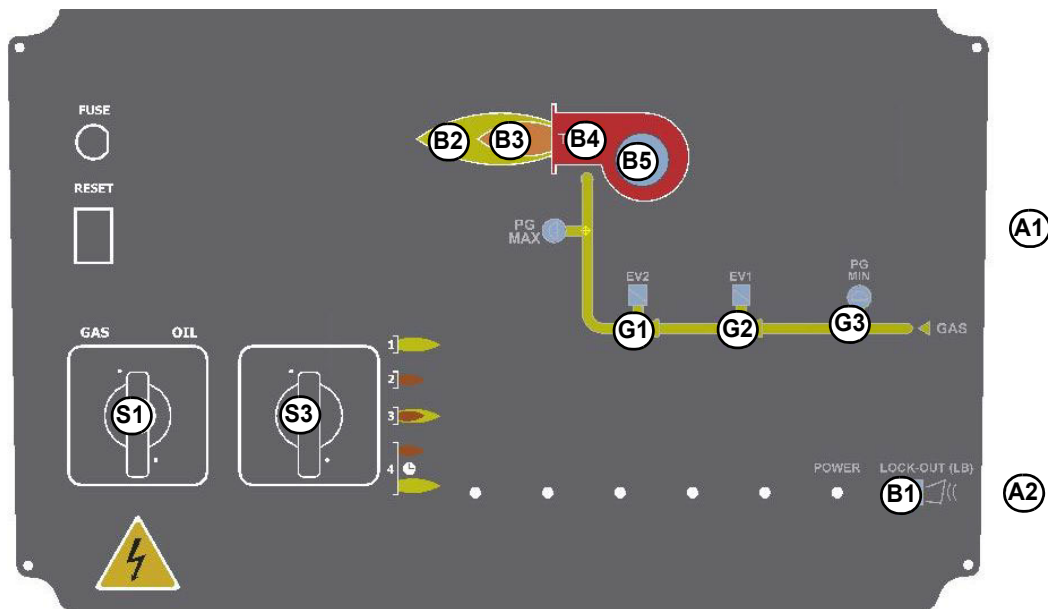 FUSE
RESET
B2 B3 B4 B5
PG
MAX
A1
EV2 EV1 PG
MIN
G1 G2 G3 GAS
GAS OIL
S1 S3
1
2
3
4
POWER LOCK-OUT (LB)
B1
A2